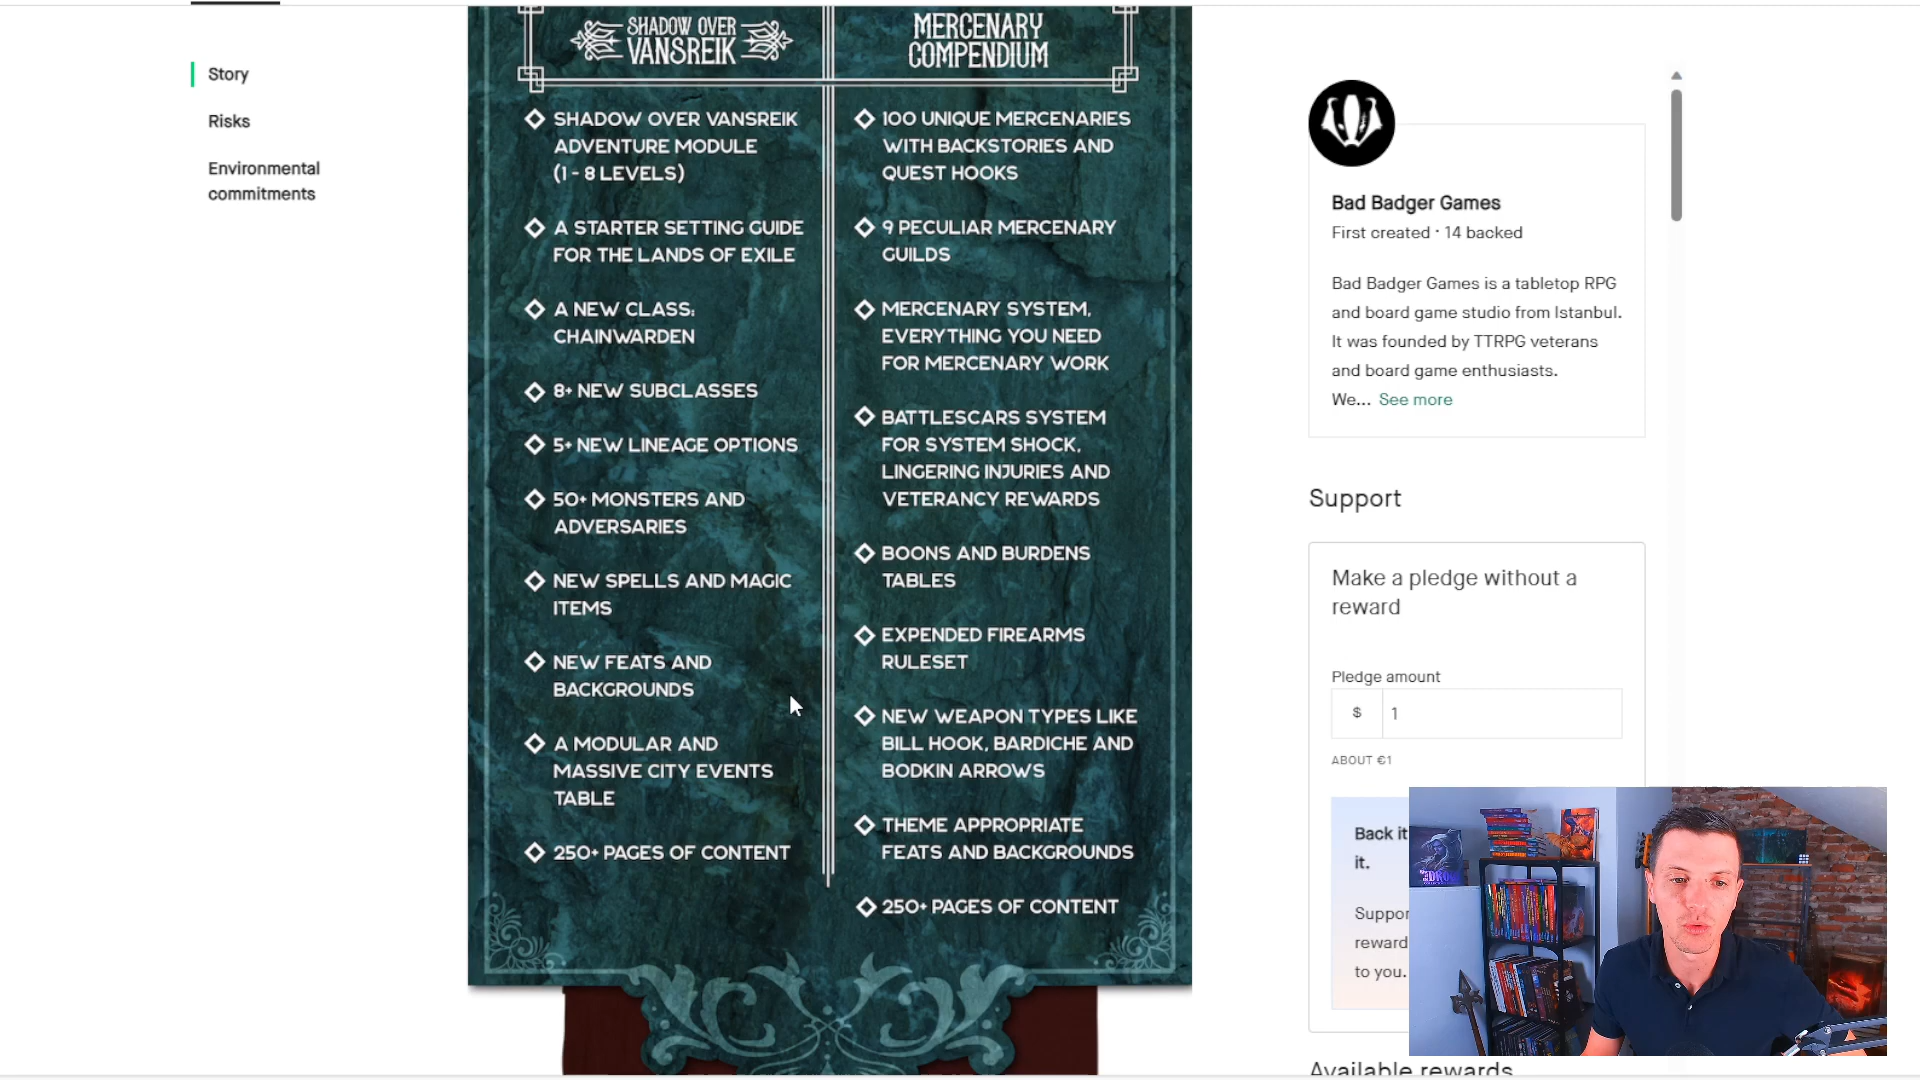 Story
Risks
Environmental
commitments
SHADOW OVER
VANSREIK
MERCENARY
COMPENDIUM
SHADOW OVER VANSREIK
ADVENTURE MODULE
(1 - 8 LEVELS)
A STARTER SETTING GUIDE
FOR THE LANDS OF EXILE
A NEW CLASS:
CHAINWARDEN
8+ NEW SUBCLASSES
5+ NEW LINEAGE OPTIONS
50+ MONSTERS AND
ADVERSARIES
NEW SPELLS AND MAGIC
ITEMS
NEW FEATS AND
BACKGROUNDS
A MODULAR AND
MASSIVE CITY EVENTS
TABLE
250+ PAGES OF CONTENT
100 UNIQUE MERCENARIES
WITH BACKSTORIES AND
QUEST HOOKS
9 PECULIAR MERCENARY
GUILDS
MERCENARY SYSTEM,
EVERYTHING YOU NEED
FOR MERCENARY WORK
BATTLESCARS SYSTEM
FOR SYSTEM SHOCK,
LINGERING INJURIES AND
VETERANCY REWARDS
BOONS AND BURDENS
TABLES
EXPENDED FIREARMS
RULESET
NEW WEAPON TYPES LIKE
BILL HOOK, BARDICHE AND
BODKIN ARROWS
THEME APPROPRIATE
FEATS AND BACKGROUNDS
250+ PAGES OF CONTENT
Bad Badger Games
First created · 14 backed
Bad Badger Games is a tabletop RPG
and board game studio from Istanbul.
It was founded by TTRPG veterans
and board game enthusiasts.
We... See more
Support
Make a pledge without a
reward
Pledge amount
$ 1
ABOUT €1
Back it
it.
Suppor
reward
to you.
Available rewards